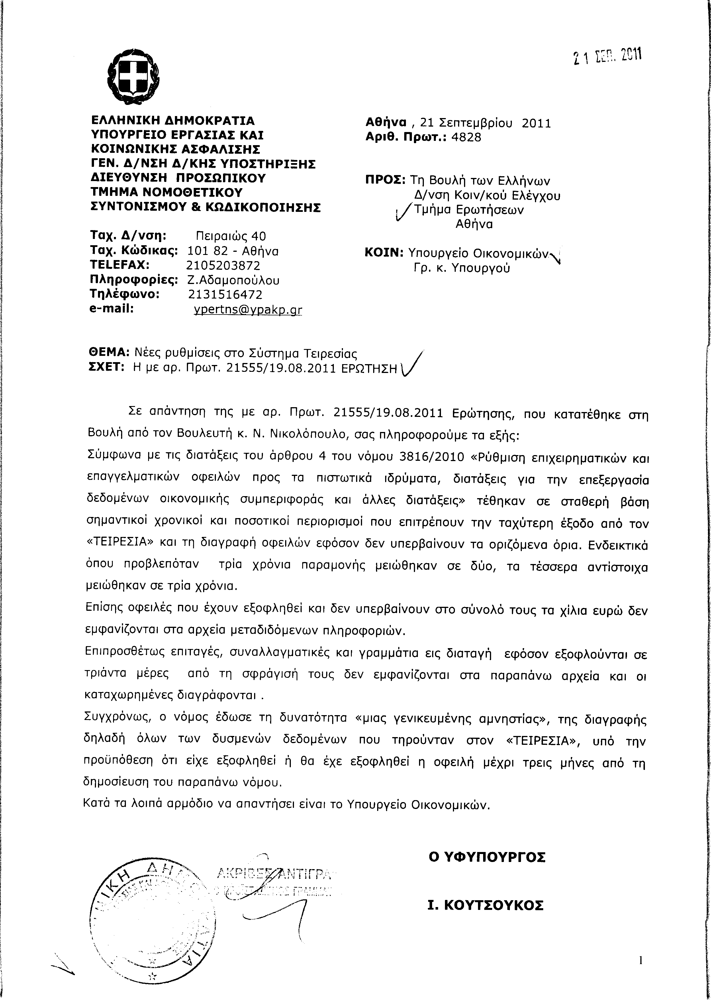 21 ΣΕΠ. 2011
ΕΛΛΗΝΙΚΗ ΔΗΜΟΚΡΑΤΙΑ
ΥΠΟΥΡΓΕΙΟ ΕΡΓΑΣΙΑΣ ΚΑΙ
ΚΟΙΝΩΝΙΚΗΣ ΑΣΦΑΛΙΣΗΣ
ΓΕΝ. Δ/ΝΣΗ Δ/ΚΗΣ ΥΠΟΣΤΗΡΙΞΗΣ
ΔΙΕΥΘΥΝΣΗ ΠΡΟΣΩΠΙΚΟΥ
ΤΜΗΜΑ ΝΟΜΟΘΕΤΙΚΟΥ
ΣΥΝΤΟΝΙΣΜΟΥ & ΚΩΔΙΚΟΠΟΙΗΣΗΣ
Ταχ. Δ/νση: Πειραιώς 40
Ταχ. Κώδικας: 101 82 - Αθήνα
TELEFAX: 2105203872
Πληροφορίες: Ζ.Αδαμοπούλου
Τηλέφωνο: 2131516472
e-mail: ypertns@ypakp.gr
Αθήνα , 21 Σεπτεμβρίου 2011
Αριθ. Πρωτ.: 4828
ΠΡΟΣ: Τη Βουλή των Ελλήνων
Δ/νση Κοιν/κού Ελέγχου
Τμήμα Ερωτήσεων
Αθήνα
ΚΟΙΝ: Υπουργείο Οικονομικών
Γρ. κ. Υπουργού
ΘΕΜΑ: Νέες ρυθμίσεις στο Σύστημα Τειρεσίας
ΣΧΕΤ: Η με αρ. Πρωτ. 21555/19.08.2011 ΕΡΩΤΗΣΗ
Σε απάντηση της με αρ. Πρωτ. 21555/19.08.2011 Ερώτησης, που κατατέθηκε στη
Βουλή από τον Βουλευτή κ. Ν. Νικολόπουλο, σας πληροφορούμε τα εξής:
Σύμφωνα με τις διατάξεις του άρθρου 4 του νόμου 3816/2010 «Ρύθμιση επιχειρηματικών και
επαγγελματικών οφειλών προς τα πιστωτικά ιδρύματα, διατάξεις για την επεξεργασία
δεδομένων οικονομικής συμπεριφοράς και άλλες διατάξεις» τέθηκαν σε σταθερή βάση
σημαντικοί χρονικοί και ποσοτικοί περιορισμοί που επιτρέπουν την ταχύτερη έξοδο από τον
«ΤΕΙΡΕΣΙΑ» και τη διαγραφή οφειλών εφόσον δεν υπερβαίνουν τα οριζόμενα όρια. Ενδεικτικά
όπου προβλεπόταν τρία χρόνια παραμονής μειώθηκαν σε δύο, τα τέσσερα αντίστοιχα
μειώθηκαν σε τρία χρόνια.
Επίσης οφειλές που έχουν εξοφληθεί και δεν υπερβαίνουν στο σύνολό τους τα χίλια ευρώ δεν
εμφανίζονται στα αρχεία μεταδιδόμενων πληροφοριών.
Επιπροσθέτως επιταγές, συναλλαγματικές και γραμμάτια εις διαταγή εφόσον εξοφλούνται σε
τριάντα μέρες από τη σφράγισή τους δεν εμφανίζονται στα παραπάνω αρχεία και οι
καταχωρημένες διαγράφονται .
Συγχρόνως, ο νόμος έδωσε τη δυνατότητα «μιας γενικευμένης αμνηστίας», της διαγραφής
δηλαδή όλων των δυσμενών δεδομένων που τηρούνταν στον «ΤΕΙΡΕΣΙΑ», υπό την
προϋπόθεση ότι είχε εξοφληθεί ή θα έχε εξοφληθεί η οφειλή μέχρι τρεις μήνες από τη
δημοσίευση του παραπάνω νόμου.
Κατά τα λοιπά αρμόδιο να απαντήσει είναι το Υπουργείο Οικονομικών.
Ο ΥΦΥΠΟΥΡΓΟΣ
Ι. ΚΟΥΤΣΟΥΚΟΣ
ΑΚΡΙΒΕΣ ΑΝΤΙΓΡΑ
1